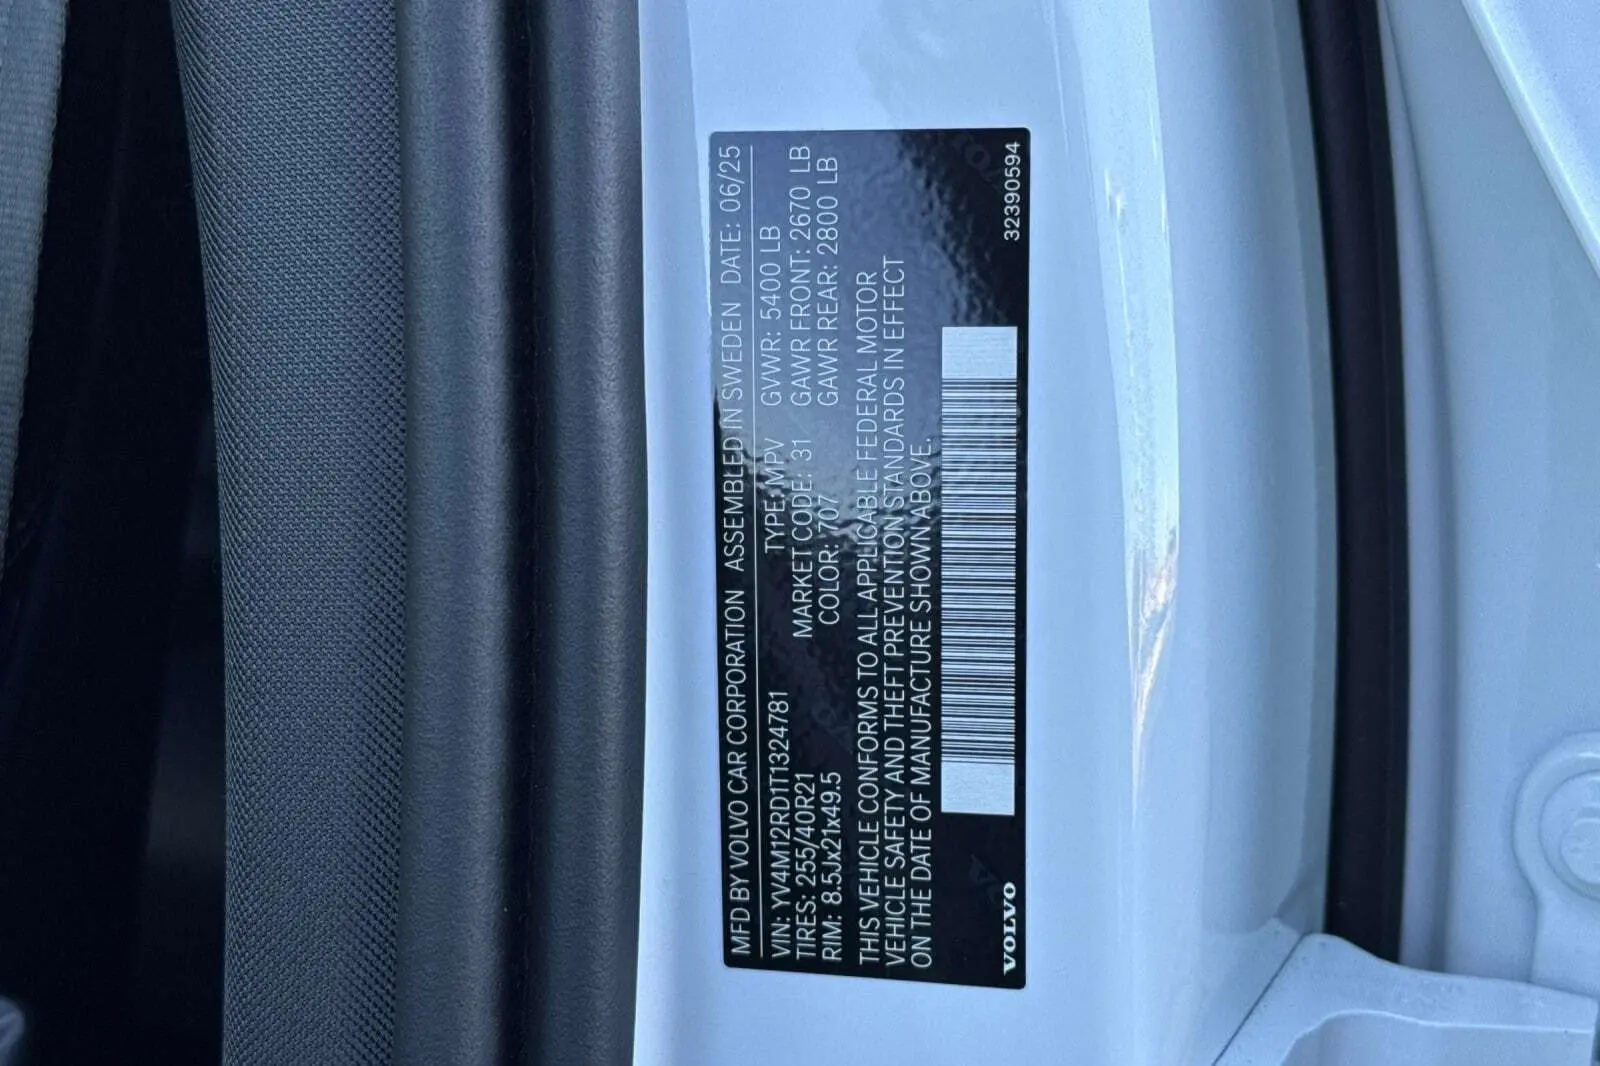 MFD BY VOLVO CAR CORPORATION ASSEMBLED IN SWEDEN DATE: 06/25
VIN: YV4M12RD1T1324781 TYPE: MPV GVWR: 5400 LB
TIRES: 255/40R21 MARKET CODE: 31 GAWR FRONT: 2670 LB
RIM: 8.5Jx21x49.5 COLOR: 707 GAWR REAR: 2800 LB
THIS VEHICLE CONFORMS TO ALL APPLICABLE FEDERAL MOTOR
VEHICLE SAFETY AND THEFT PREVENTION STANDARDS IN EFFECT
ON THE DATE OF MANUFACTURE SHOWN ABOVE.
VOLVO 32390594